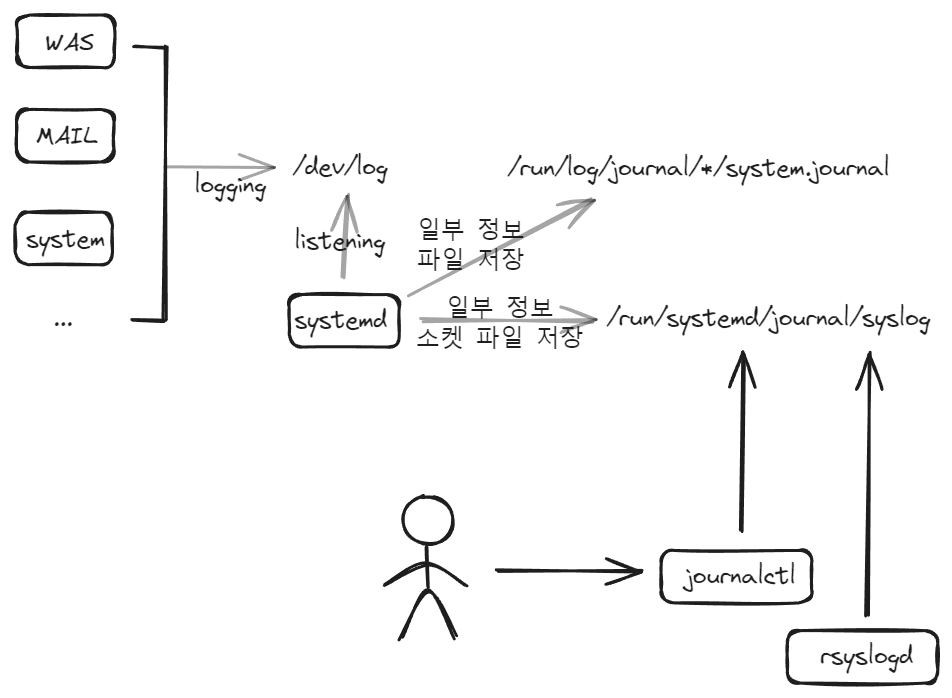 WAS
MAIL
system
...
logging
/dev/log
listening
systemd
/run/log/journal/*/system.journal
일부 정보
파일 저장
일부 정보
소켓 파일 저장
/run/systemd/journal/syslog
journalctl
rsyslogd